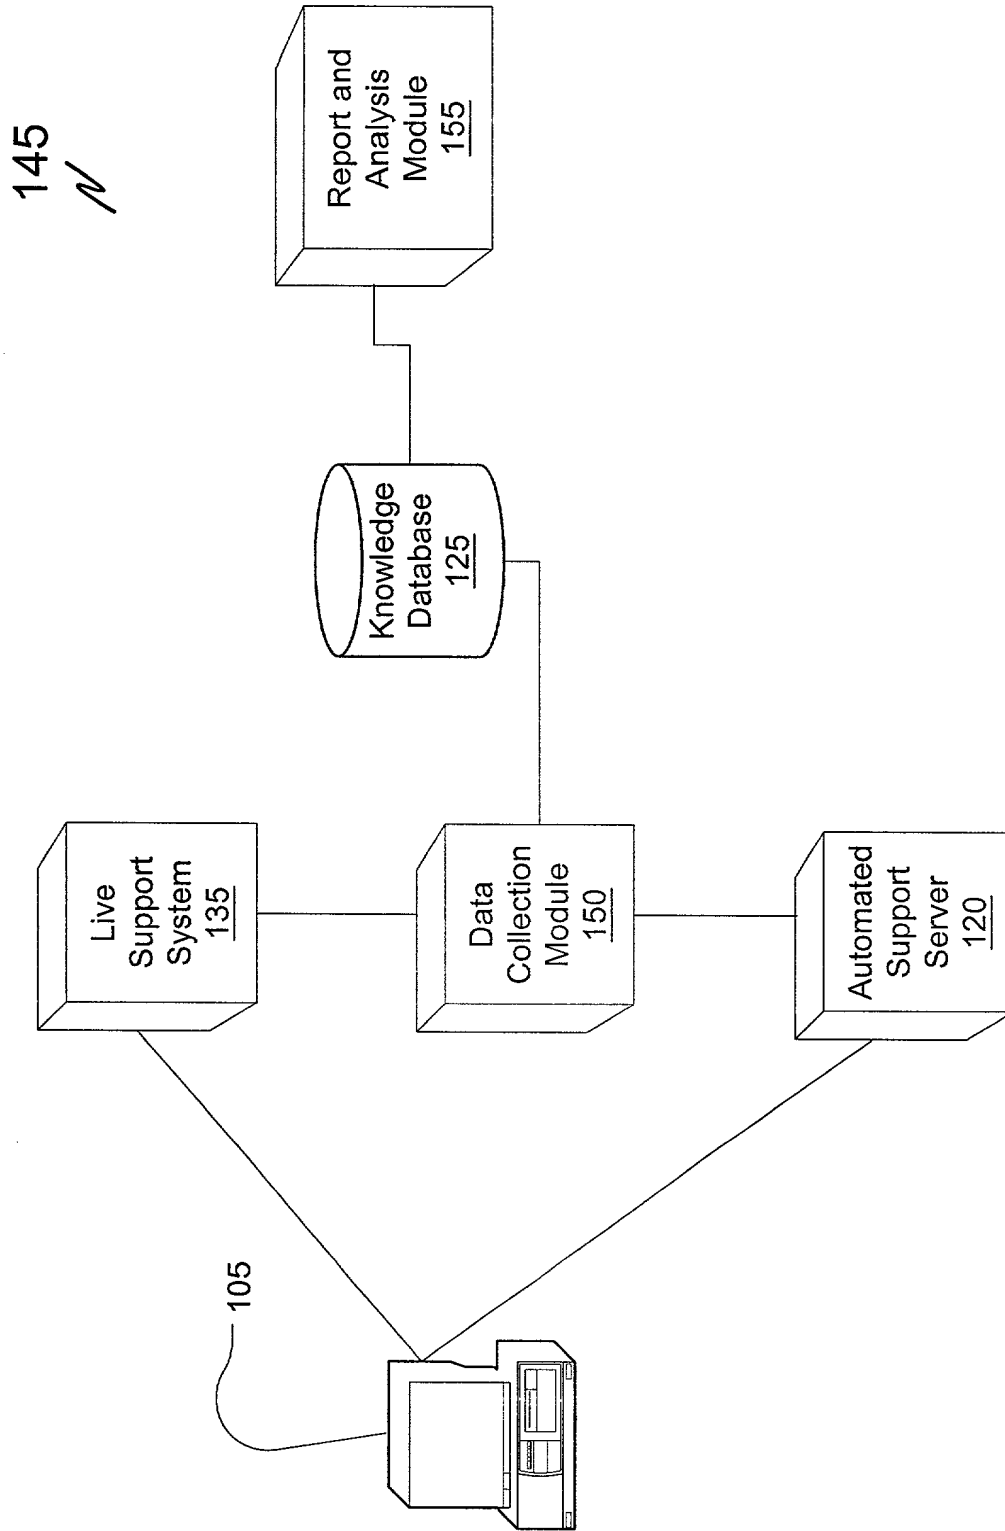 145
105
Live
Support
System
135
Data
Collection
Module
150
Automated
Support
Server
120
Knowledge
Database
125
Report and
Analysis
Module
155